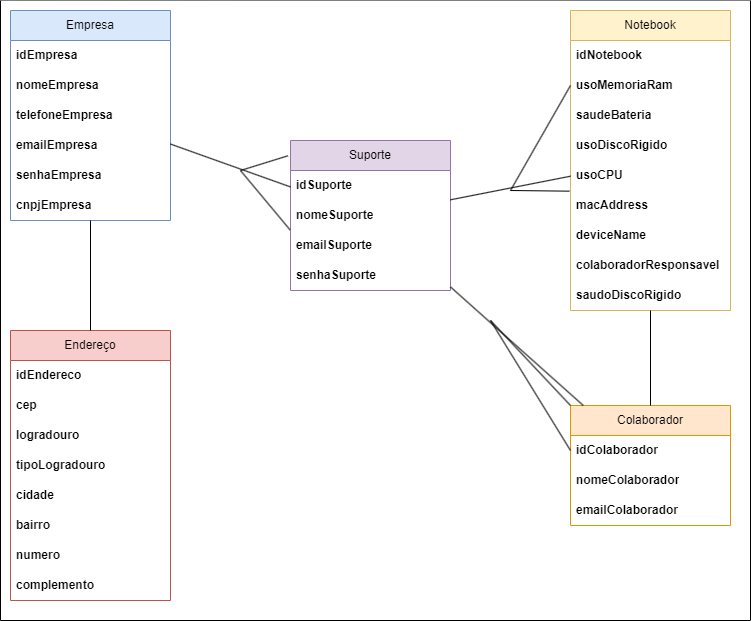 Empresa
idEmpresa
nomeEmpresa
telefoneEmpresa
emailEmpresa
senhaEmpresa
cnpjEmpresa
Suporte
idSuporte
nomeSuporte
emailSuporte
senhaSuporte
Notebook
idNotebook
usoMemoriaRam
saudeBateria
usoDiscoRigido
usoCPU
macAddress
deviceName
colaboradorResponsavel
saudoDiscoRigido
Endereço
idEndereco
cep
logradouro
tipoLogradouro
cidade
bairro
numero
complemento
Colaborador
idColaborador
nomeColaborador
emailColaborador